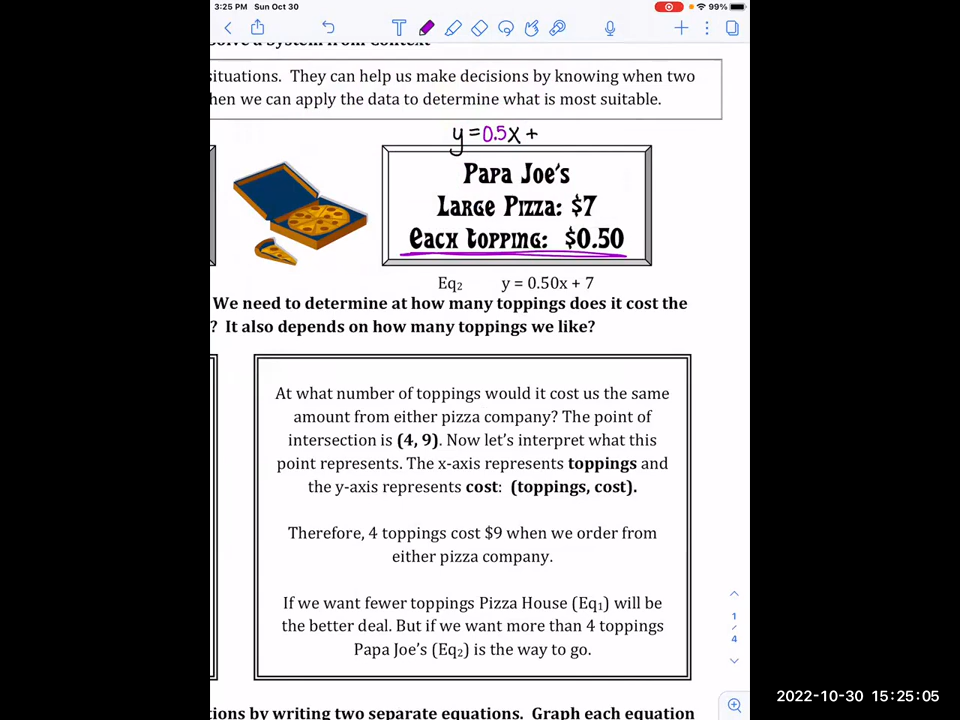 3:25 PM Sun Oct 30
99%
Solve a system from Context
situations. They can help us make decisions by knowing when two
hen we can apply the data to determine what is most suitable.
y = 0.5x +
Papa Joe's
Large Pizza: $7
Each topping: $0.50
Eq2 y = 0.50x + 7
We need to determine at how many toppings does it cost the
? It also depends on how many toppings we like?
At what number of toppings would it cost us the same
amount from either pizza company? The point of
intersection is (4, 9). Now let's interpret what this
point represents. The x-axis represents toppings and
the y-axis represents cost: (toppings, cost).
Therefore, 4 toppings cost $9 when we order from
either pizza company.
If we want fewer toppings Pizza House (Eq1) will be
the better deal. But if we want more than 4 toppings
Papa Joe's (Eq2) is the way to go.
1
/
4
tions by writing two separate equations. Graph each equation
2022-10-30 15:25:05